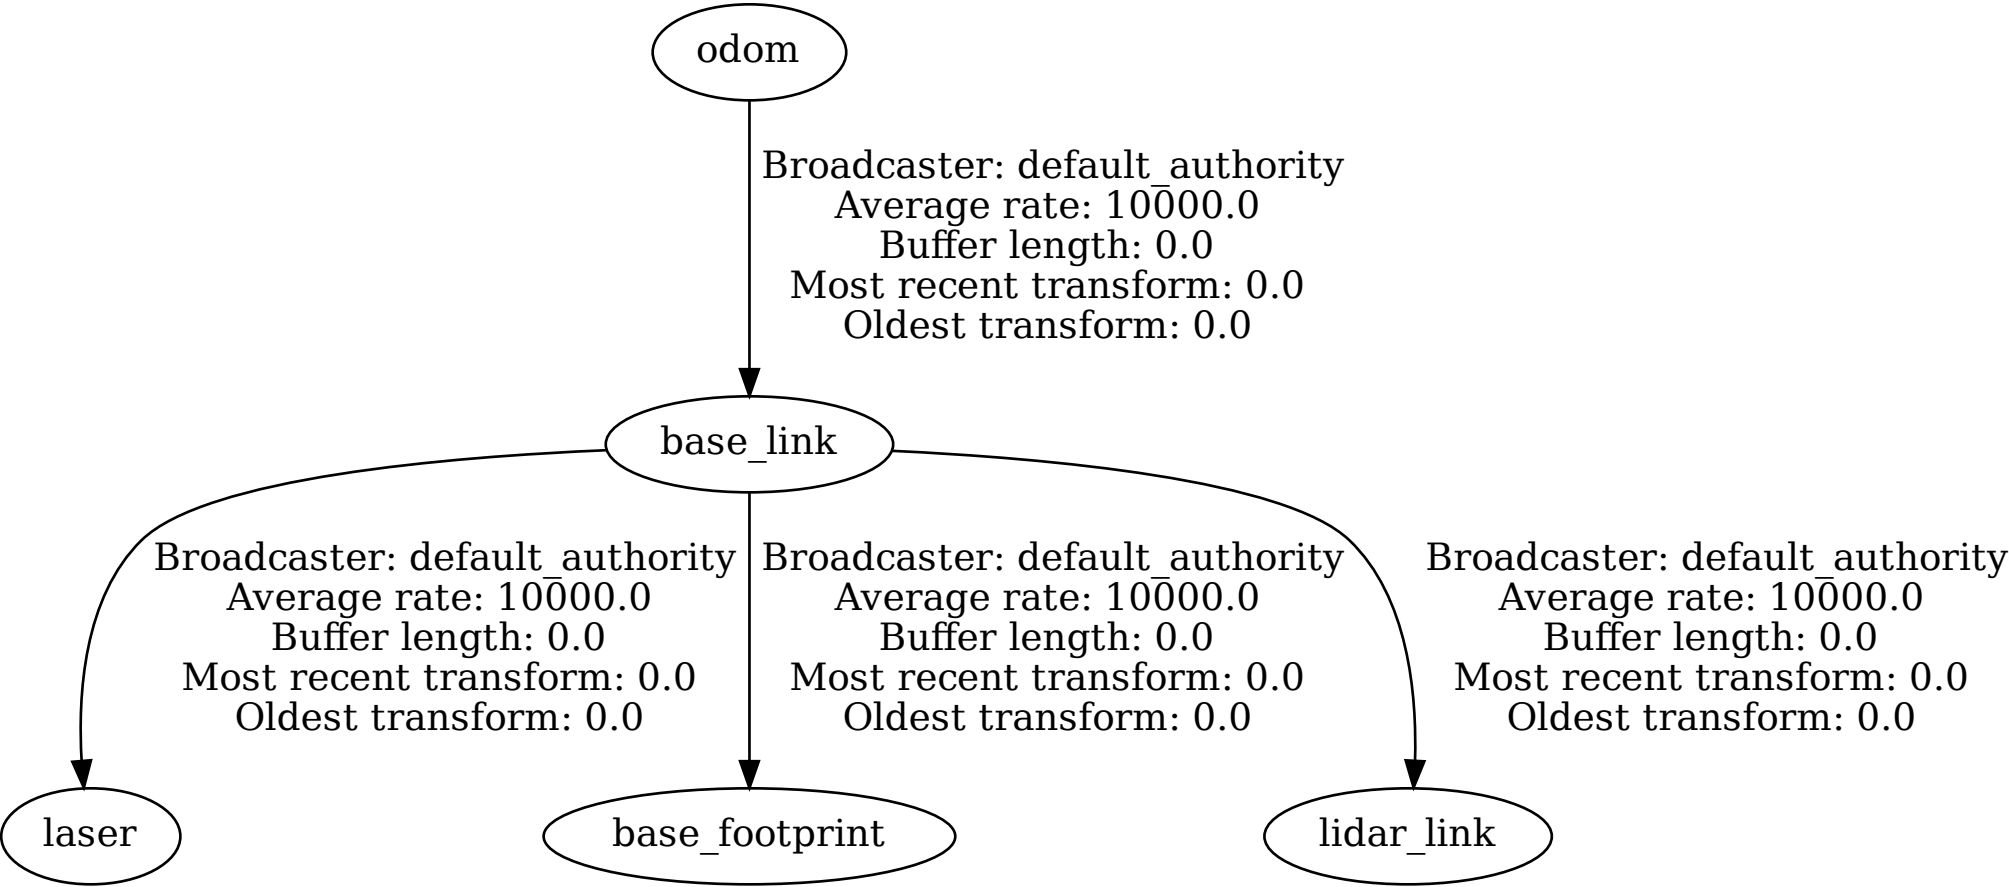 odom
Broadcaster: default_authority
Average rate: 10000.0
Buffer length: 0.0
Most recent transform: 0.0
Oldest transform: 0.0
base_link
Broadcaster: default_authority
Average rate: 10000.0
Buffer length: 0.0
Most recent transform: 0.0
Oldest transform: 0.0
Broadcaster: default_authority
Average rate: 10000.0
Buffer length: 0.0
Most recent transform: 0.0
Oldest transform: 0.0
Broadcaster: default_authority
Average rate: 10000.0
Buffer length: 0.0
Most recent transform: 0.0
Oldest transform: 0.0
laser
base_footprint
lidar_link